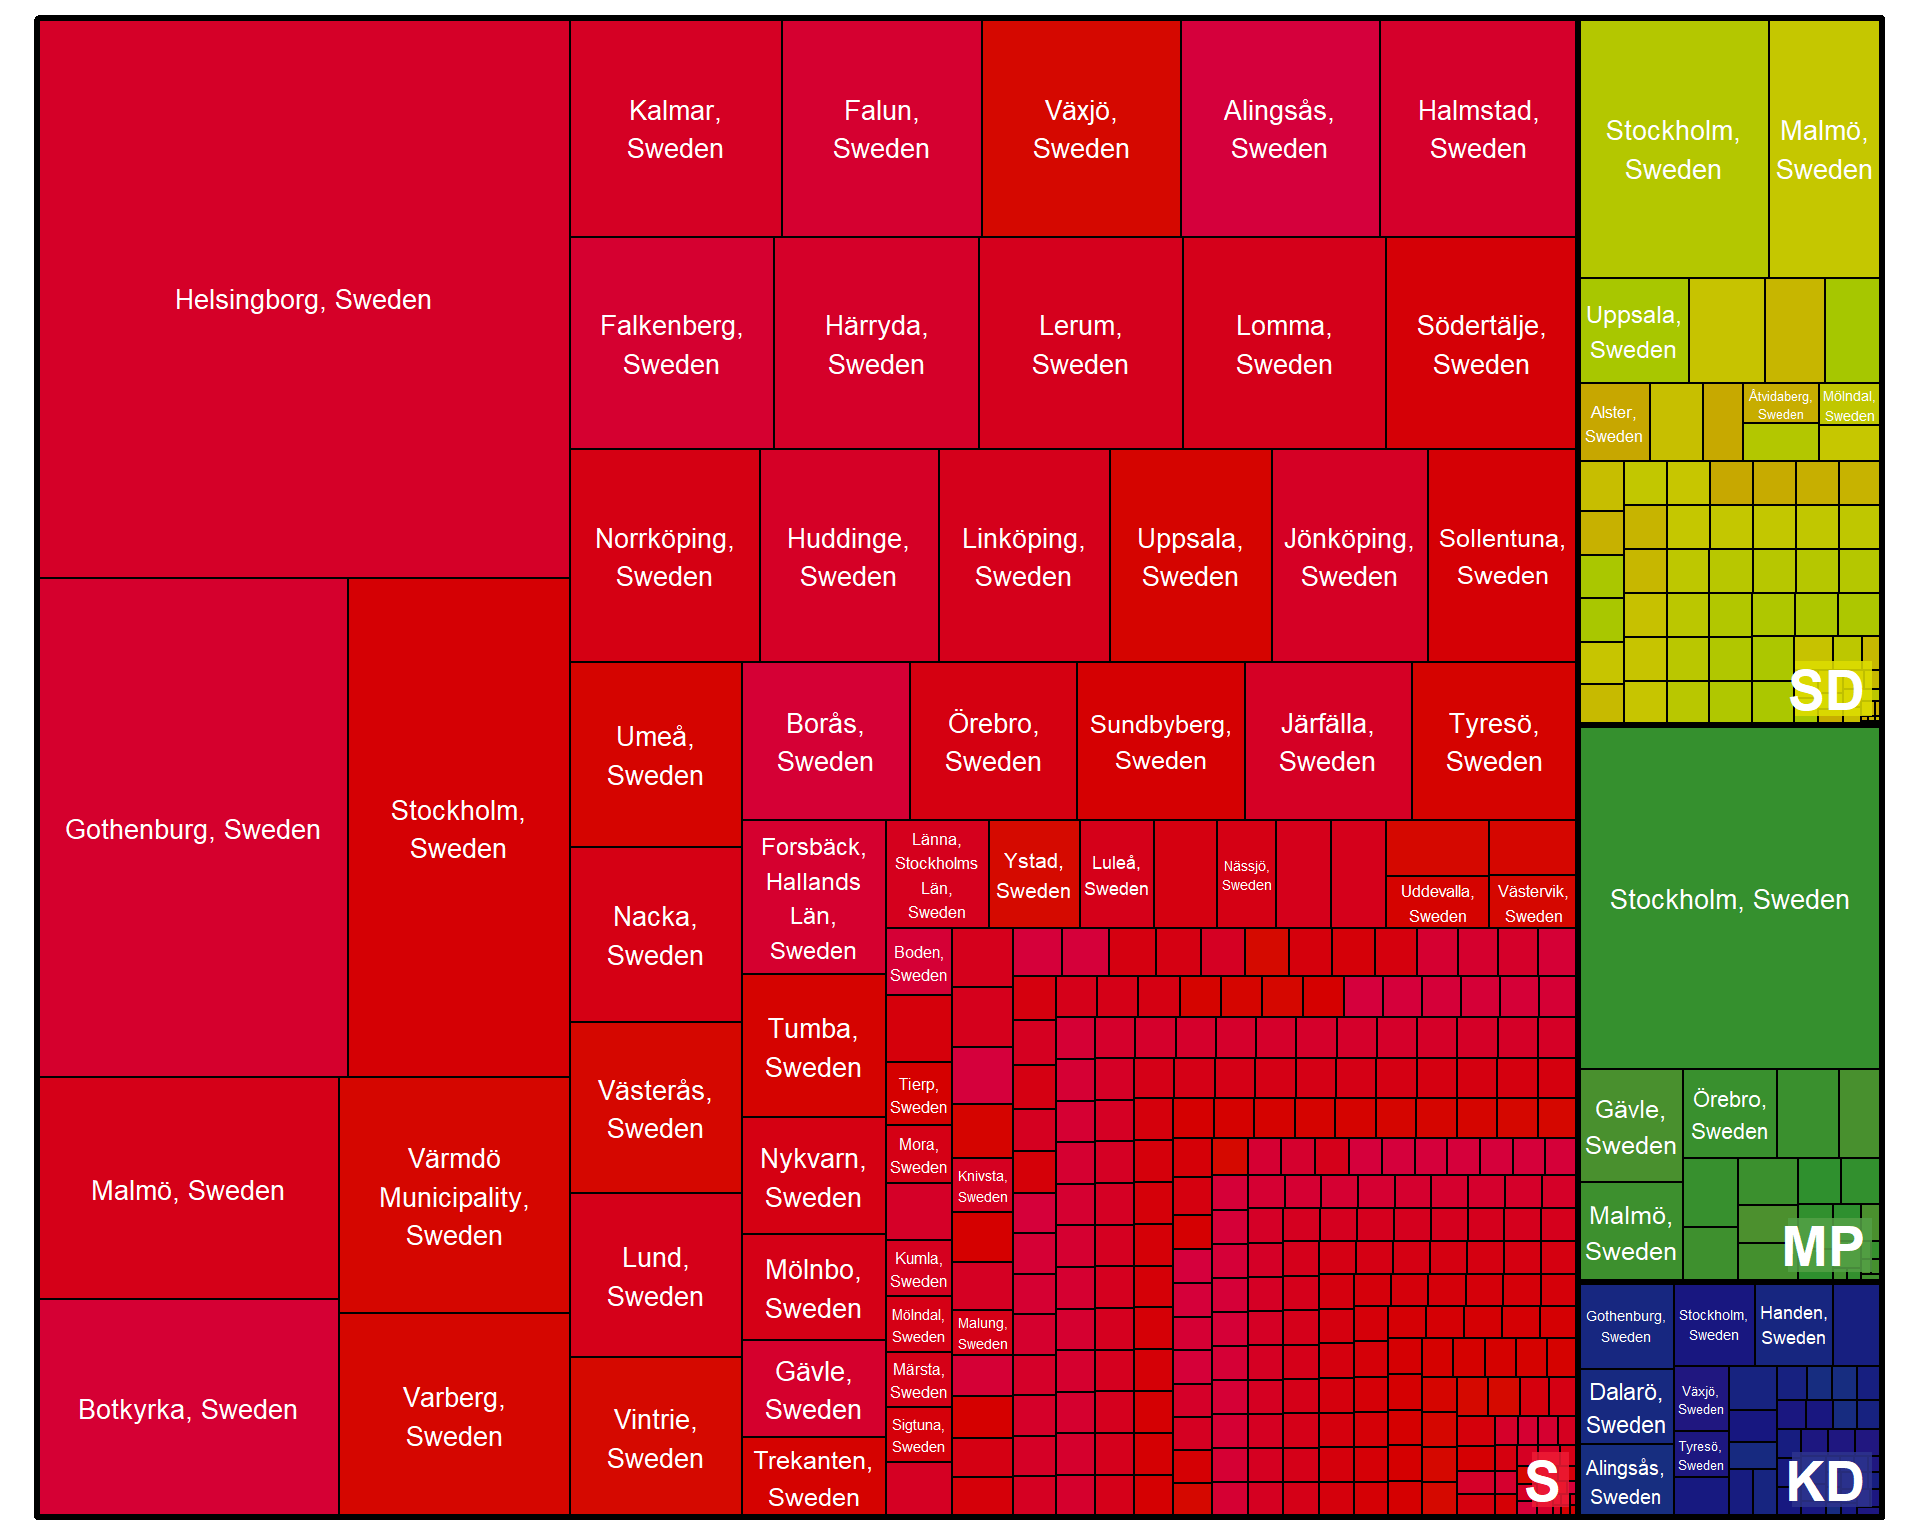 Helsingborg, Sweden
Gothenburg, Sweden
Stockholm,
Sweden
Malmö, Sweden
Värmdö
Municipality,
Sweden
Botkyrka, Sweden
Varberg,
Sweden
Kalmar,
Sweden
Falun,
Sweden
Växjö,
Sweden
Alingsås,
Sweden
Halmstad,
Sweden
Falkenberg,
Sweden
Härryda,
Sweden
Lerum,
Sweden
Lomma,
Sweden
Södertälje,
Sweden
Norrköping,
Sweden
Huddinge,
Sweden
Linköping,
Sweden
Uppsala,
Sweden
Jönköping,
Sweden
Sollentuna,
Sweden
Umeå,
Sweden
Nacka,
Sweden
Västerås,
Sweden
Lund,
Sweden
Vintrie,
Sweden
Borås,
Sweden
Örebro,
Sweden
Sundbyberg,
Sweden
Järfälla,
Sweden
Tyresö,
Sweden
Forsbäck,
Hallands
Län,
Sweden
Tumba,
Sweden
Nykvarn,
Sweden
Mölnbo,
Sweden
Gävle,
Sweden
Trekanten,
Sweden
Länna,
Stockholms
Län,
Sweden
Ystad,
Sweden
Luleå,
Sweden
Nässjö,
Sweden
Uddevalla,
Sweden
Västervik,
Sweden
Boden,
Sweden
Tierp,
Sweden
Mora,
Sweden
Knivsta,
Sweden
Kumla,
Sweden
Mölndal,
Sweden
Malung,
Sweden
Märsta,
Sweden
Sigtuna,
Sweden
S
Stockholm,
Sweden
Malmö,
Sweden
Uppsala,
Sweden
Alster,
Sweden
Åtvidaberg,
Sweden
Mölndal,
Sweden
SD
Stockholm, Sweden
Gävle,
Sweden
Örebro,
Sweden
Malmö,
Sweden
MP
Gothenburg,
Sweden
Stockholm,
Sweden
Handen,
Sweden
Dalarö,
Sweden
Växjö,
Sweden
Tyresö,
Sweden
Alingsås,
Sweden
KD